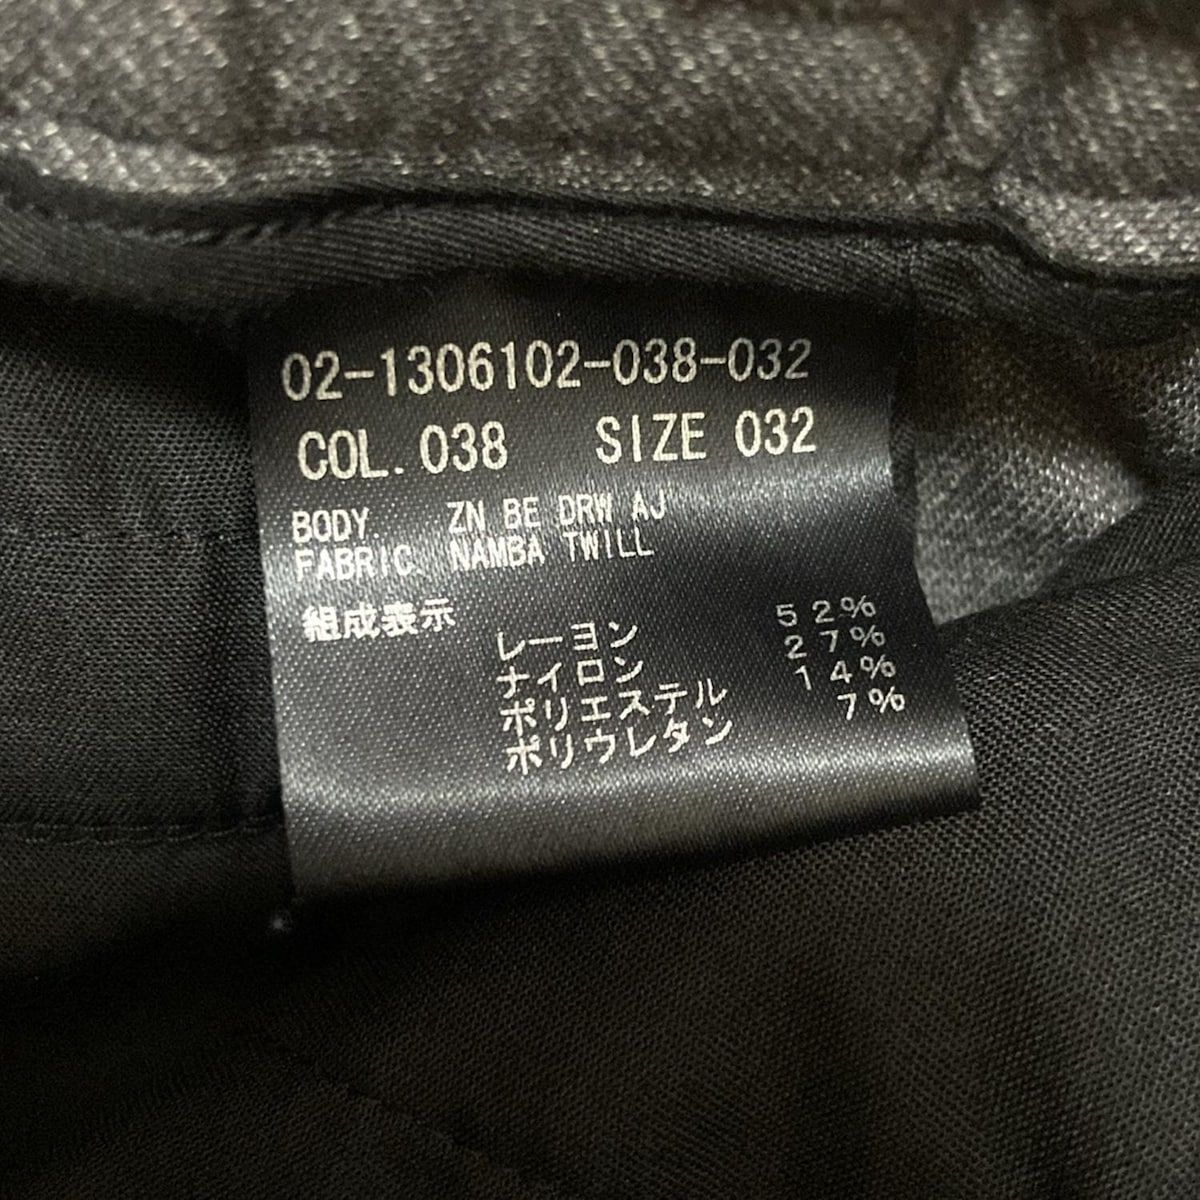 02-1306102-038-032
COL. 038 SIZE 032
BODY. ZN BE DRW AJ
FABRIC. NAMBA TWILL
組成表示
レーヨン 52%
ナイロン 27%
ポリエステル 14%
ポリウレタン 7%